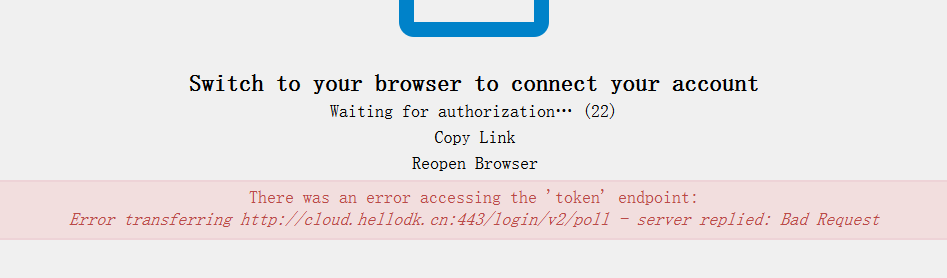 Switch to your browser to connect your account
Waiting for authorization… (22)
Copy Link
Reopen Browser
There was an error accessing the 'token' endpoint:
Error transferring http://cloud.hellodk.cn:443/login/v2/poll - server replied: Bad Request